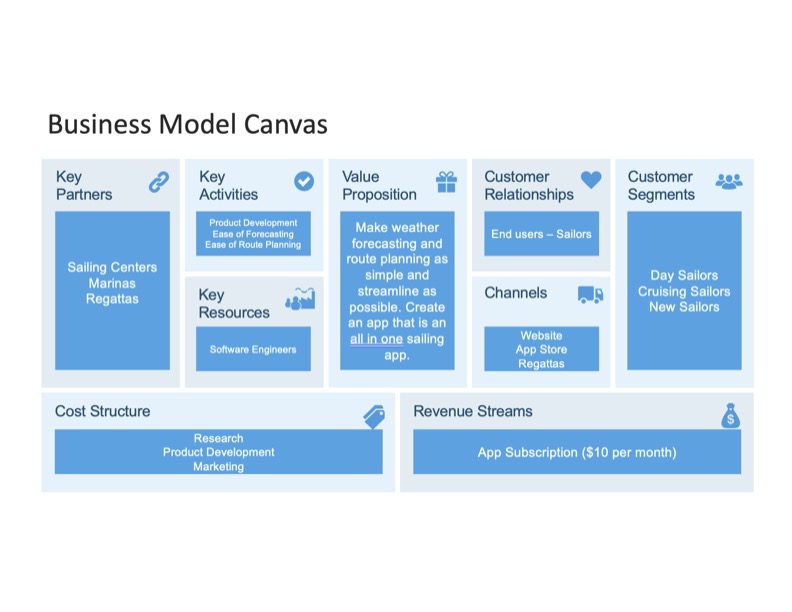 Business Model Canvas
Key
Partners
Sailing Centers
Marinas
Regattas
Key
Activities
Product Development
Ease of Forecasting
Ease of Route Planning
Key
Resources
Software Engineers
Value
Proposition
Make weather
forecasting and
route planning as
simple and
streamline as
possible. Create
an app that is an
all in one sailing
app.
Customer
Relationships
End users – Sailors
Channels
Website
App Store
Regattas
Customer
Segments
Day Sailors
Cruising Sailors
New Sailors
Cost Structure
Research
Product Development
Marketing
Revenue Streams
$
App Subscription ($10 per month)